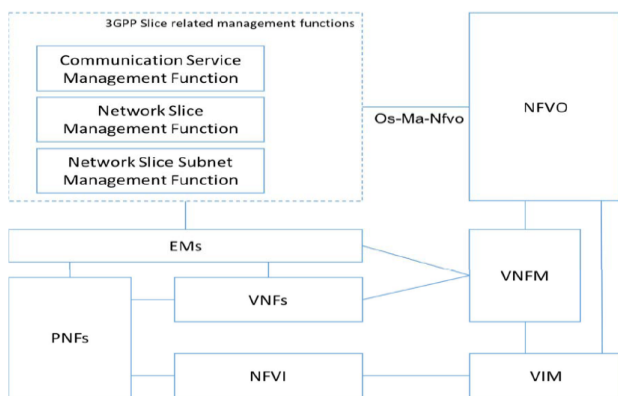 3GPP Slice related management functions
Communication Service
Management Function
Network Slice
Management Function
Network Slice Subnet
Management Function
Os-Ma-Nfvo
NFVO
EMs
VNFs
VNFM
PNFs
NFVI
VIM